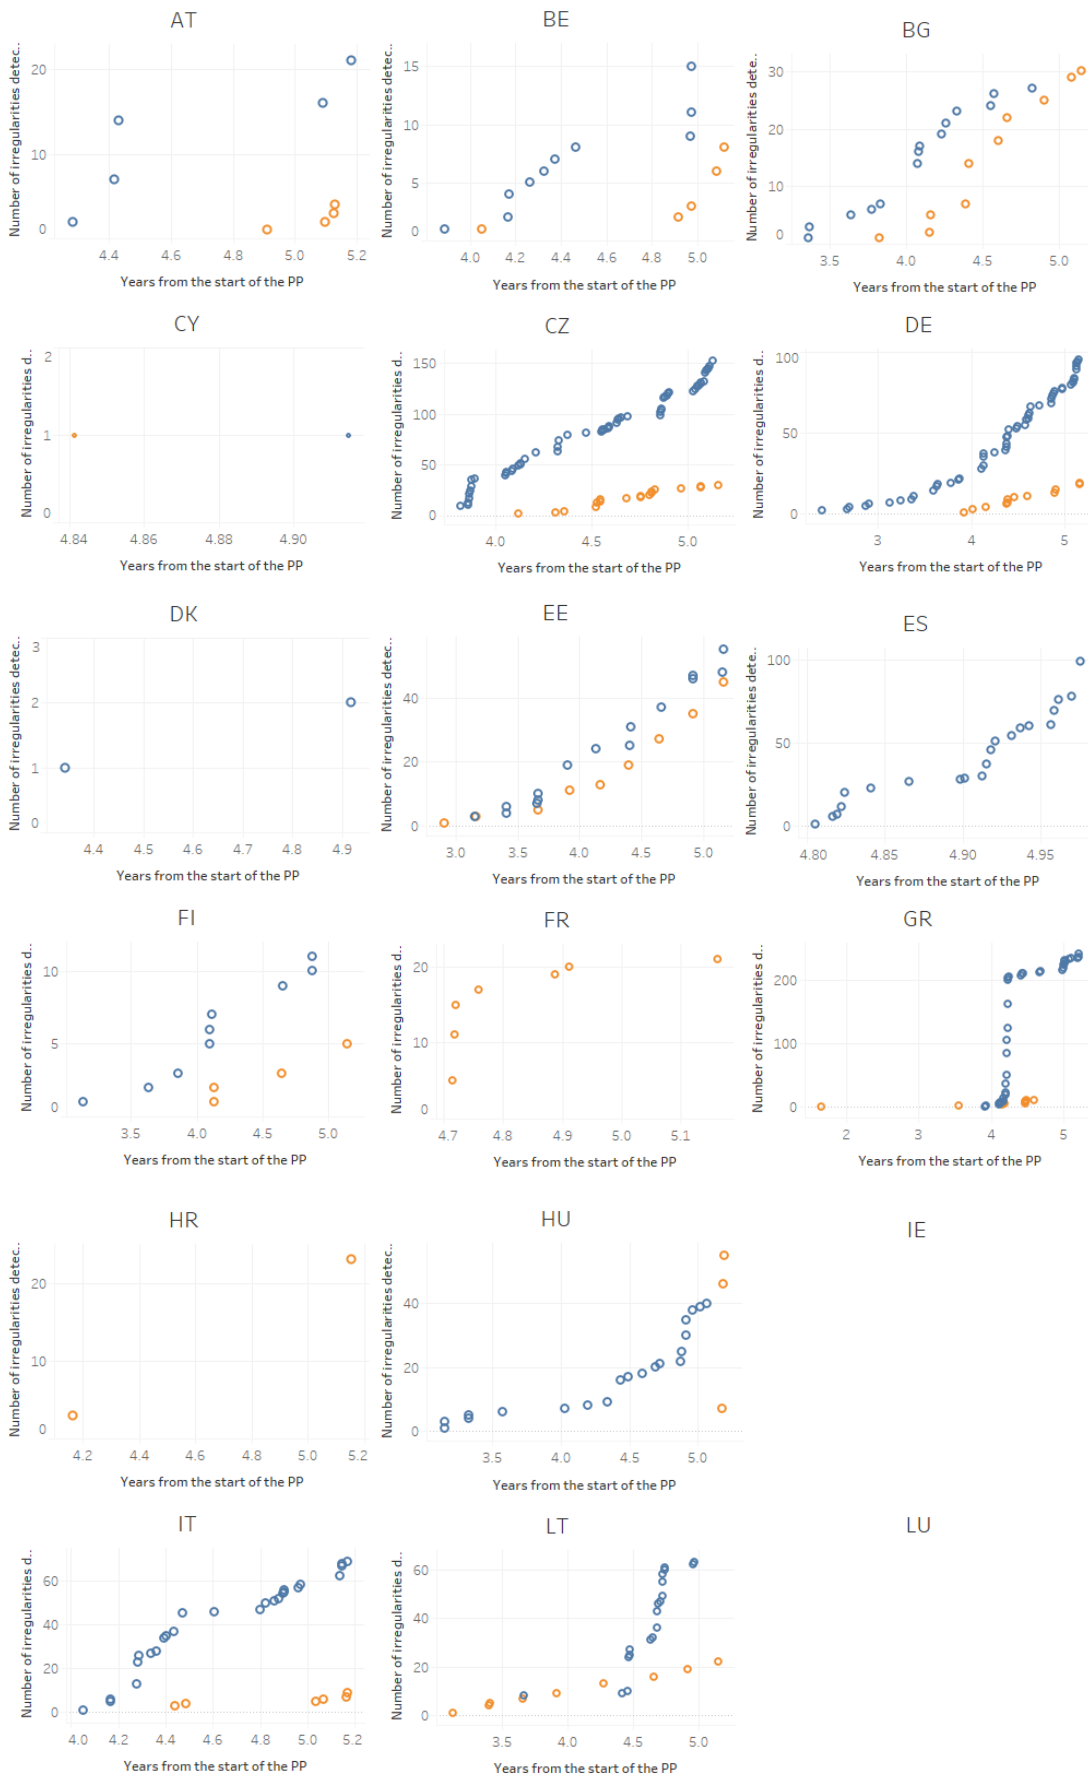 AT
Number of irregularities detec..
20
10
0
4.4 4.6 4.8 5.0 5.2
Years from the start of the PP
BE
Number of irregularities detec..
15
10
5
0
4.0 4.2 4.4 4.6 4.8 5.0
Years from the start of the PP
BG
Number of irregularities dete..
30
20
10
0
3.5 4.0 4.5 5.0
Years from the start of the PP
CY
Number of irregularities d..
2
1
0
4.84 4.86 4.88 4.90
Years from the start of the PP
CZ
Number of irregularities d..
150
100
50
0
4.0 4.5 5.0
Years from the start of the PP
DE
Number of irregularities d..
100
50
0
3 4 5
Years from the start of the PP
DK
Number of irregularities detec..
3
2
1
0
4.4 4.5 4.6 4.7 4.8 4.9
Years from the start of the PP
EE
Number of irregularities detec..
40
20
0
3.0 3.5 4.0 4.5 5.0
Years from the start of the PP
ES
Number of irregularities dete..
100
50
0
4.80 4.85 4.90 4.95
Years from the start of the PP
FI
Number of irregularities d..
10
5
0
3.5 4.0 4.5 5.0
Years from the start of the PP
FR
Number of irregularities d..
20
10
0
4.7 4.8 4.9 5.0 5.1
Years from the start of the PP
GR
Number of irregularities d..
200
100
0
2 3 4 5
Years from the start of the PP
HR
Number of irregularities detec..
20
10
0
4.2 4.4 4.6 4.8 5.0 5.2
Years from the start of the PP
HU
Number of irregularities detec..
40
20
0
3.5 4.0 4.5 5.0
Years from the start of the PP
IE
IT
Number of irregularities d..
60
40
20
0
4.0 4.2 4.4 4.6 4.8 5.0 5.2
Years from the start of the PP
LT
Number of irregularities d..
60
40
20
0
3.5 4.0 4.5 5.0
Years from the start of the PP
LU